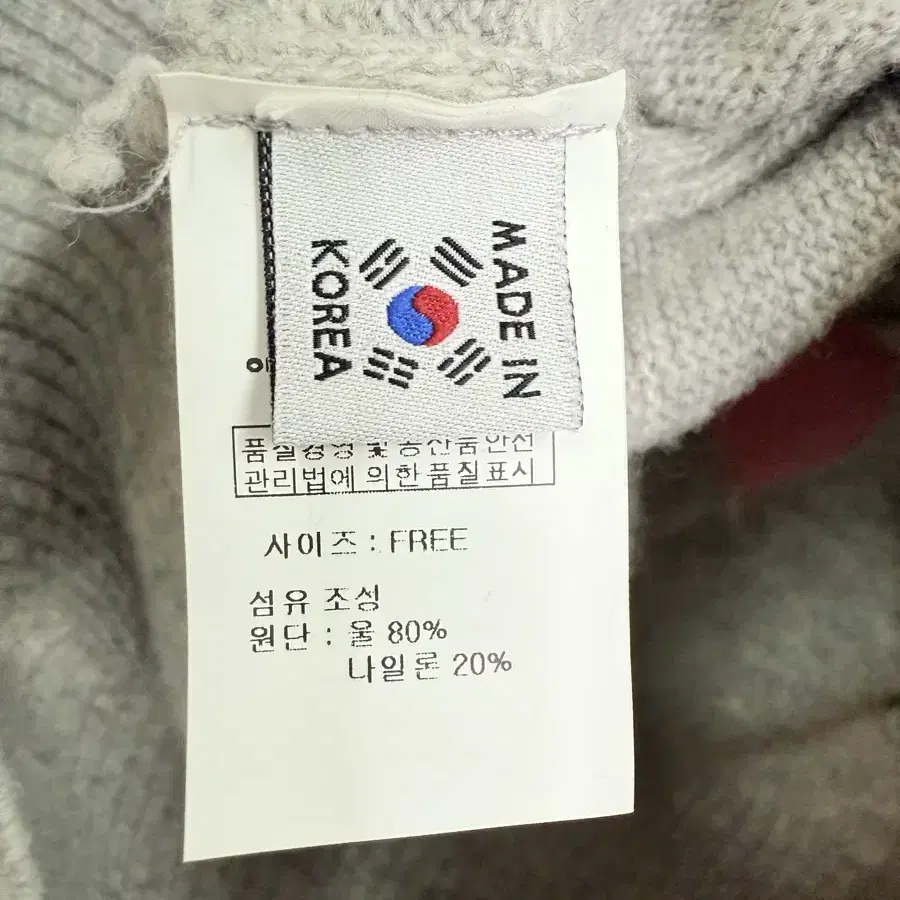 MADE IN
KOREA
품질경영 및 공산품안전
관리법에 의한 품질표시
사이즈 : FREE
섬유 조성
원단 : 울 80%
나일론 20%